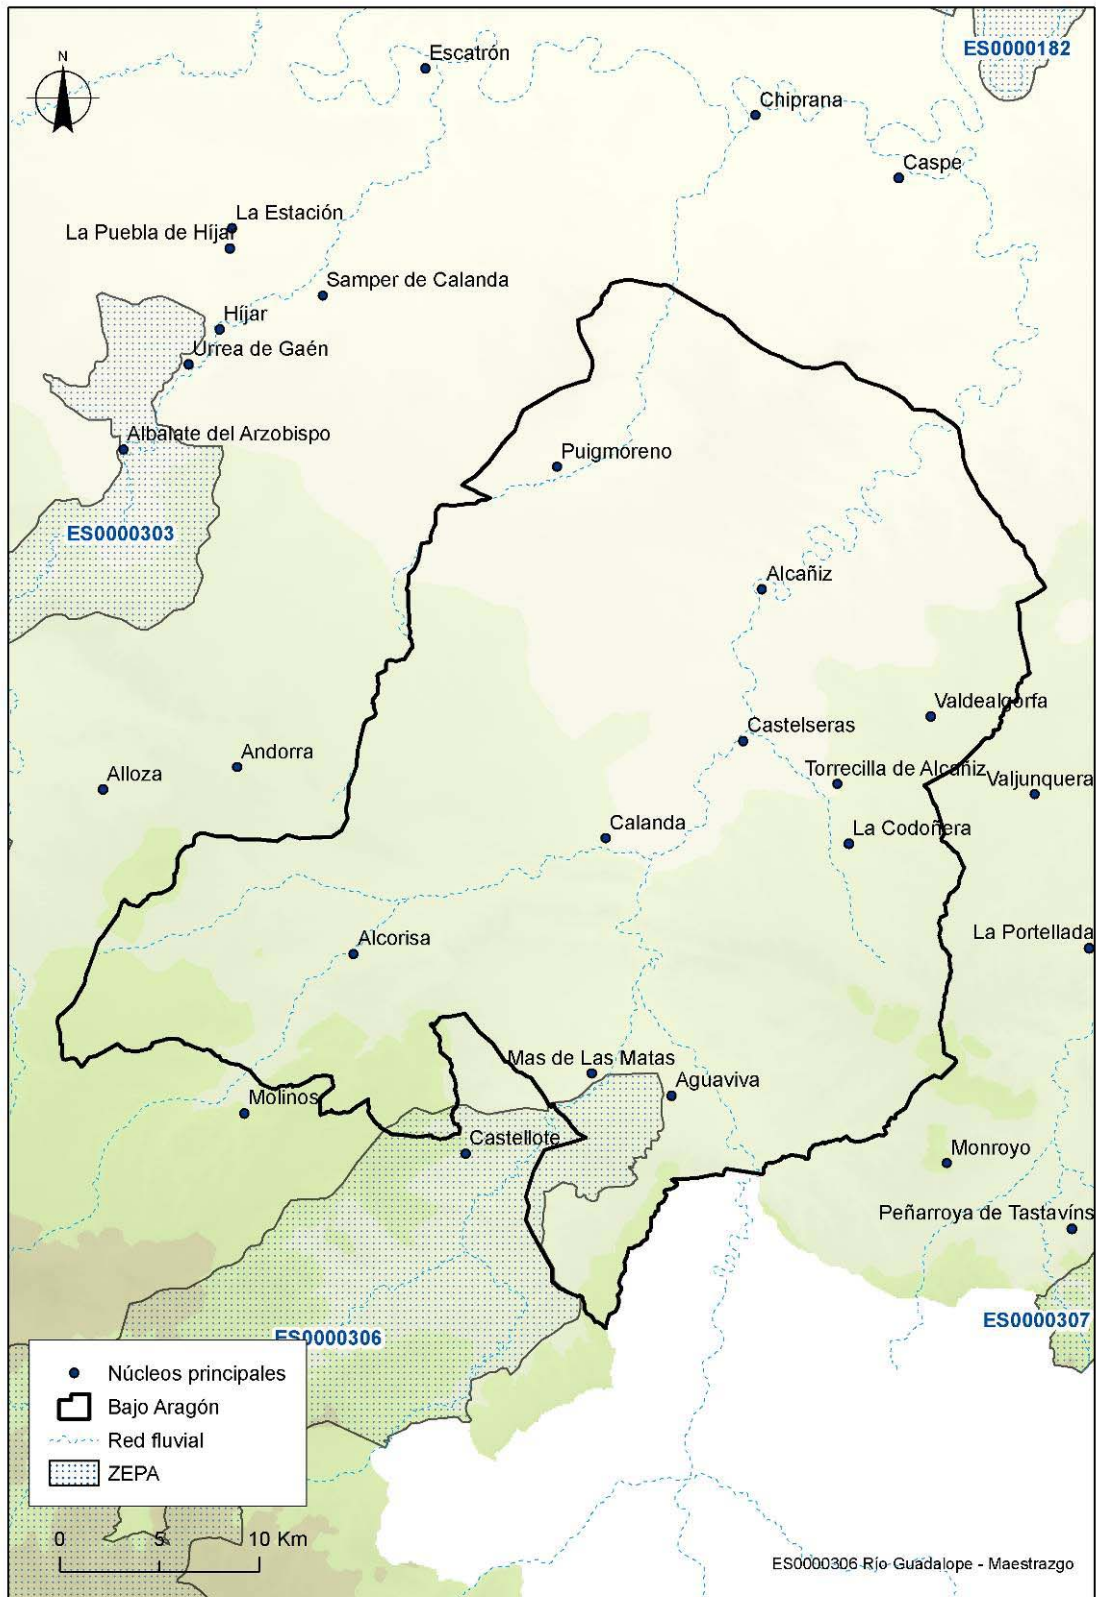 Escatrón
ES0000182
N
Chiprana
Caspe
La Estación
La Puebla de Híjar
Samper de Calanda
Híjar
Urrea de Gaén
Albalate del Arzobispo
Puigmoreno
ES0000303
Alcañiz
Valdealgorfa
Castelseras
Andorra
Torrecilla de Alcañiz
Alloza
Valjunquera
Calanda
La Codoñera
La Portellada
Alcorisa
Mas de Las Matas
Aguaviva
Molinos
Castellote
Monroyo
Peñarroya de Tastavíns
ES0000307
ES0000306
Núcleos principales
Bajo Aragón
Red fluvial
ZEPA
0 5 10 Km
ES0000306 Río Guadalope - Maestrazgo